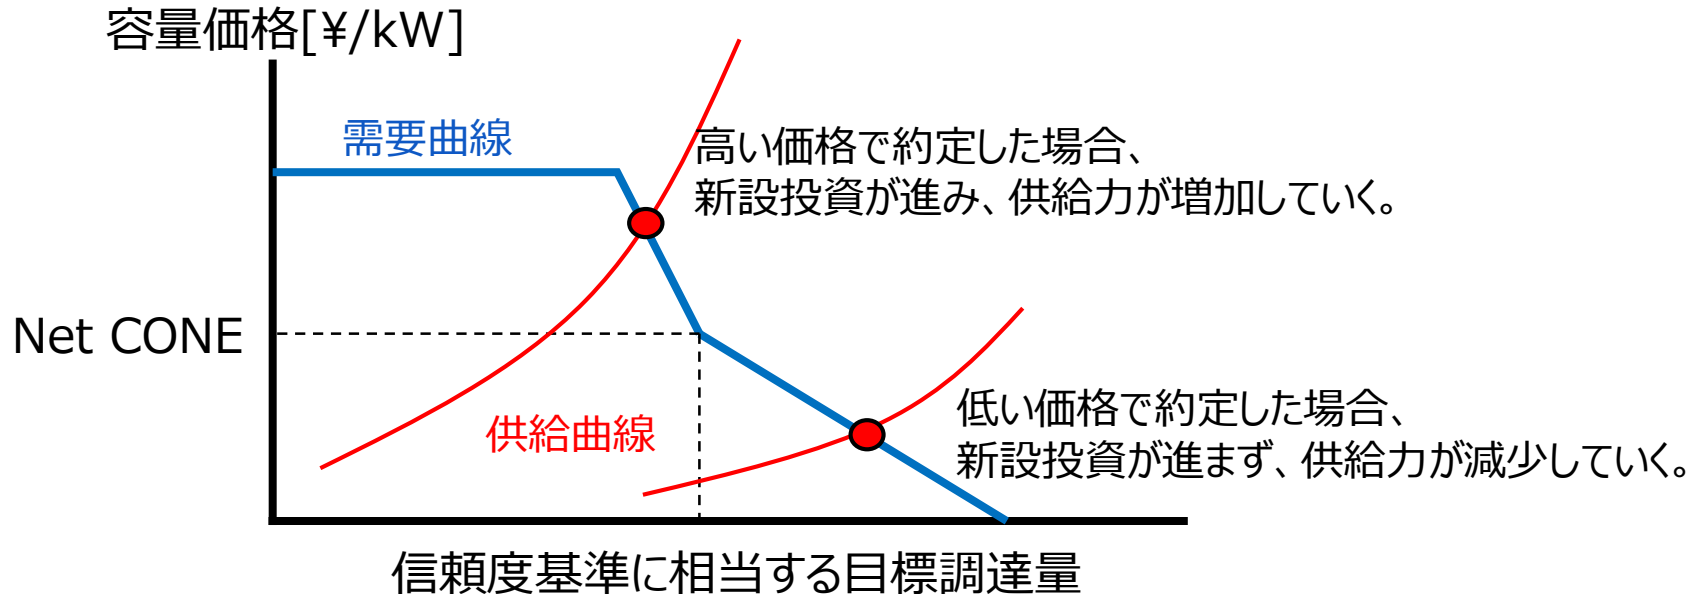 容量価格[¥/kW]
需要曲線
高い価格で約定した場合、
新設投資が進み、供給力が増加していく。
Net CONE
供給曲線
低い価格で約定した場合、
新設投資が進まず、供給力が減少していく。
信頼度基準に相当する目標調達量